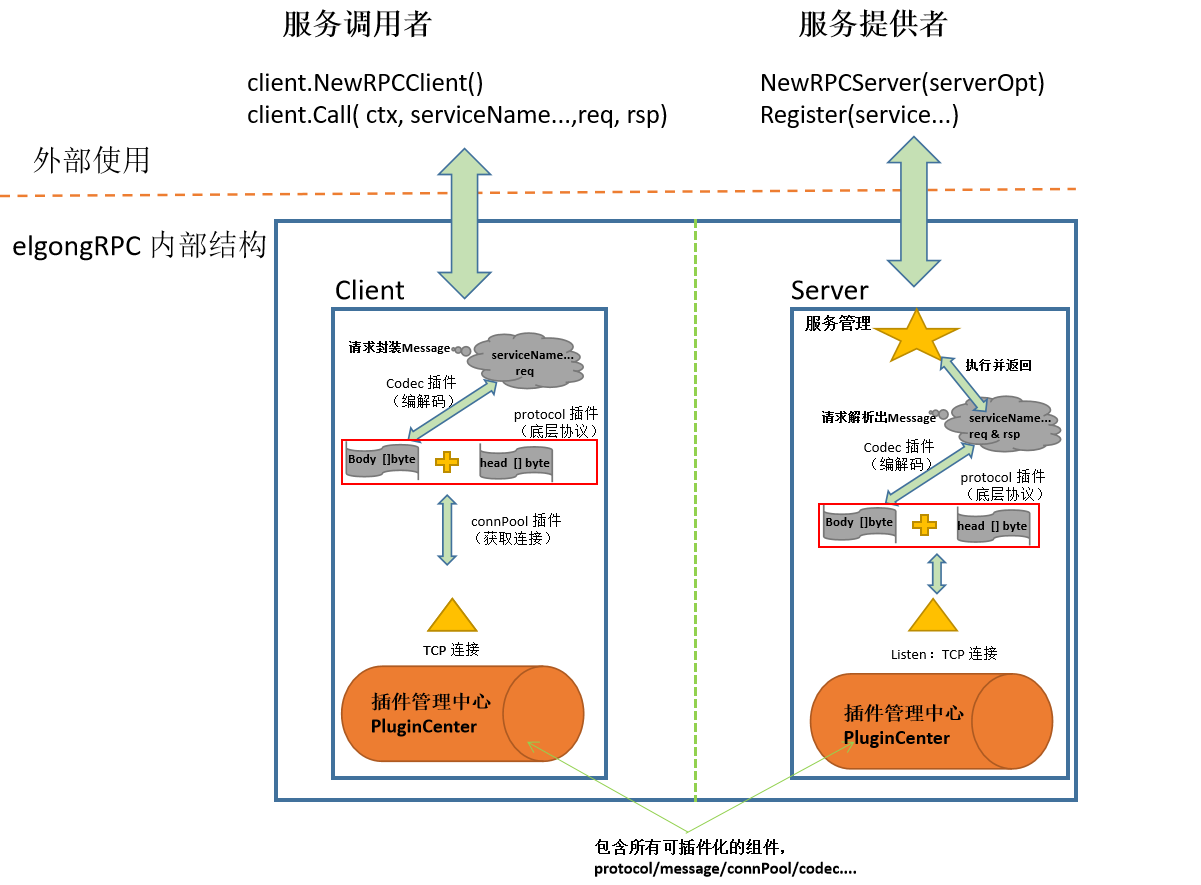 服务调用者
服务提供者
client.NewRPCClient()
client.Call( ctx, serviceName...,req, rsp)
NewRPCServer(serverOpt)
Register(service...)
外部使用
elgongRPC 内部结构
Client
请求封装Message
serviceName...
req
Codec 插件
（编解码）
protocol 插件
（底层协议）
Body []byte
head [] byte
connPool 插件
（获取连接）
TCP 连接
插件管理中心
PluginCenter
Server
服务管理
执行并返回
请求解析出Message
serviceName...
req & rsp
Codec 插件
（编解码）
protocol 插件
（底层协议）
Body []byte
head [] byte
Listen：TCP 连接
插件管理中心
PluginCenter
包含所有可插件化的组件，
protocol/message/connPool/codec....